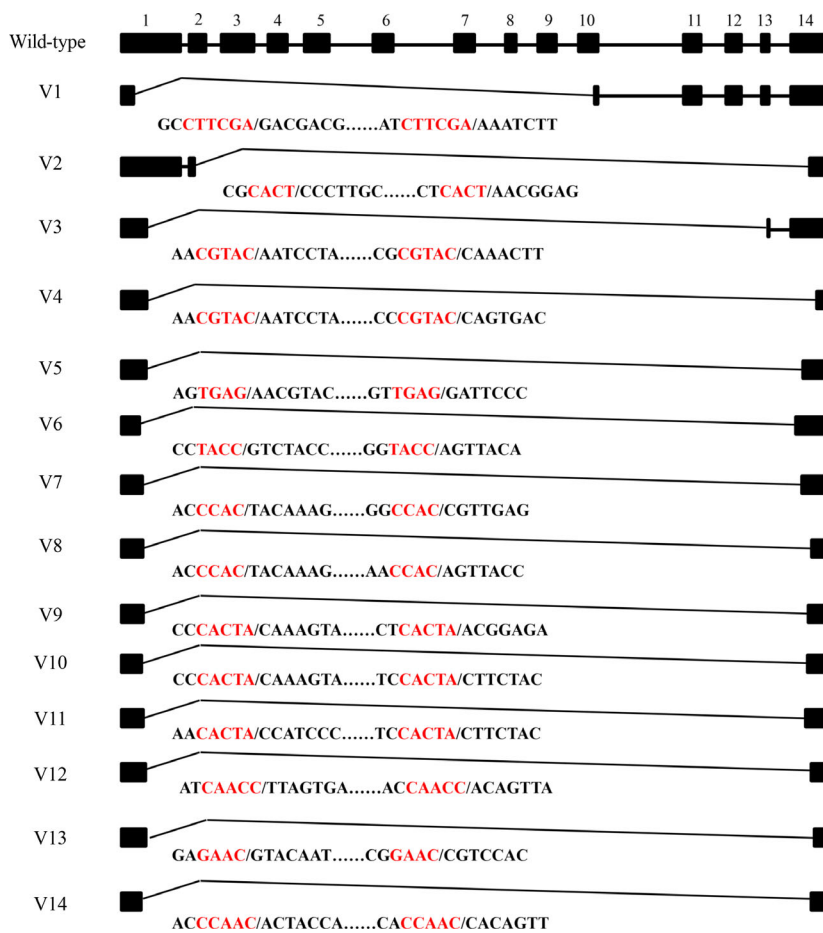 1 2 3 4 5 6 7 8 9 10 11 12 13 14
Wild-type
V1
GCCTTCGA/GACGACG......ATCTTCGA/AAATCTT
V2
CGCACT/CCCTTGC......CTCACT/AACGGAG
V3
AACGTAC/AATCCTA......CGCGTAC/CAAACTT
V4
AACGTAC/AATCCTA......CCCGTAC/CAGTGAC
V5
AGTGAG/AACGTAC......GTTGAG/GATTCCC
V6
CCTACC/GTCTACC......GGTACC/AGTTACA
V7
ACCCAC/TACAAAG......GGCCAC/CGTTGAG
V8
ACCCAC/TACAAAG......AACCAC/AGTTACC
V9
CCCACTA/CAAAGTA......CTCACTA/ACGGAGA
V10
CCCACTA/CAAAGTA......TCCACTA/CTTCTAC
V11
AACACTA/CCATCCC......TCCACTA/CTTCTAC
V12
ATCAACC/TTAGTGA......ACCAACC/ACAGTTA
V13
GAGAAC/GTACAAT......CGGAAC/CGTCCAC
V14
ACCCAAC/ACTACCA......CACCAAC/CACAGTT